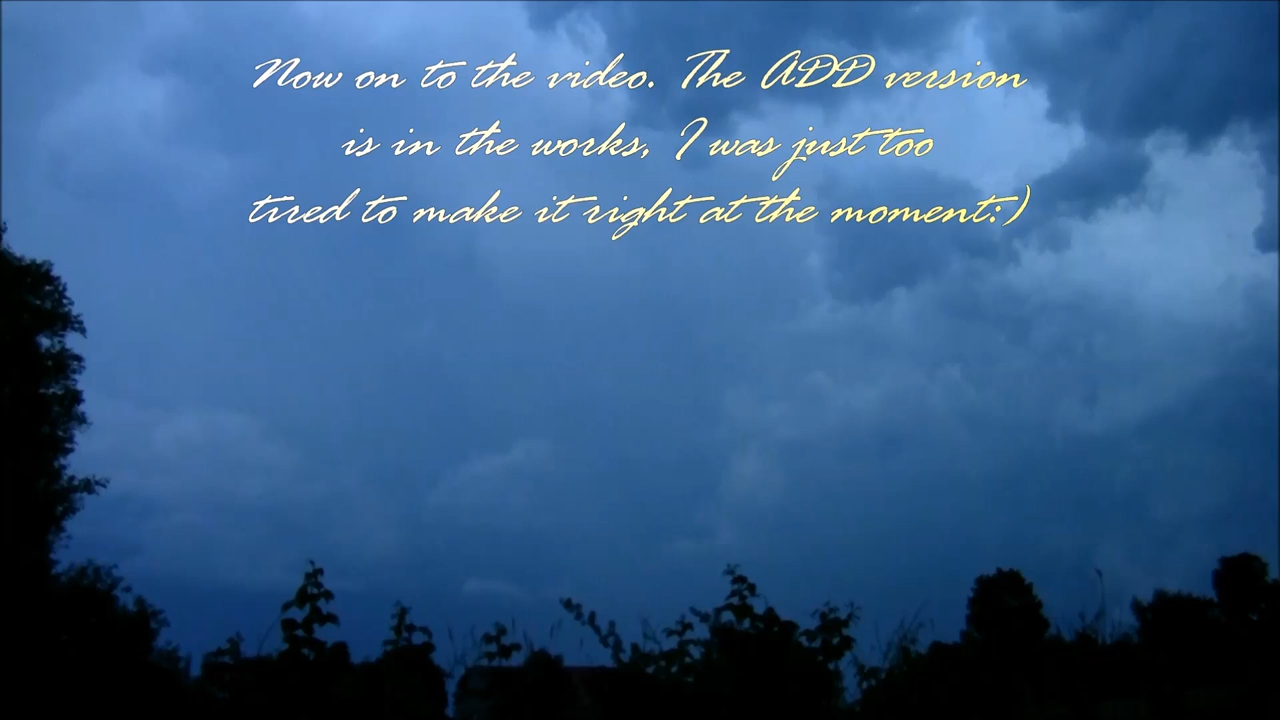 Now on to the video. The ADD version
is in the works, I was just too
tired to make it right at the moment:)